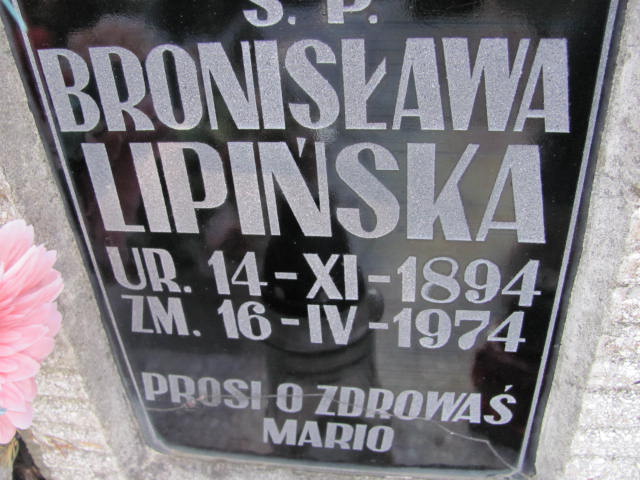 Ś. P.
BRONISŁAWA
LIPIŃSKA
UR. 14-XI-1894
ZM. 16-IV-1974
PROSI O ZDROWAŚ
MARIO